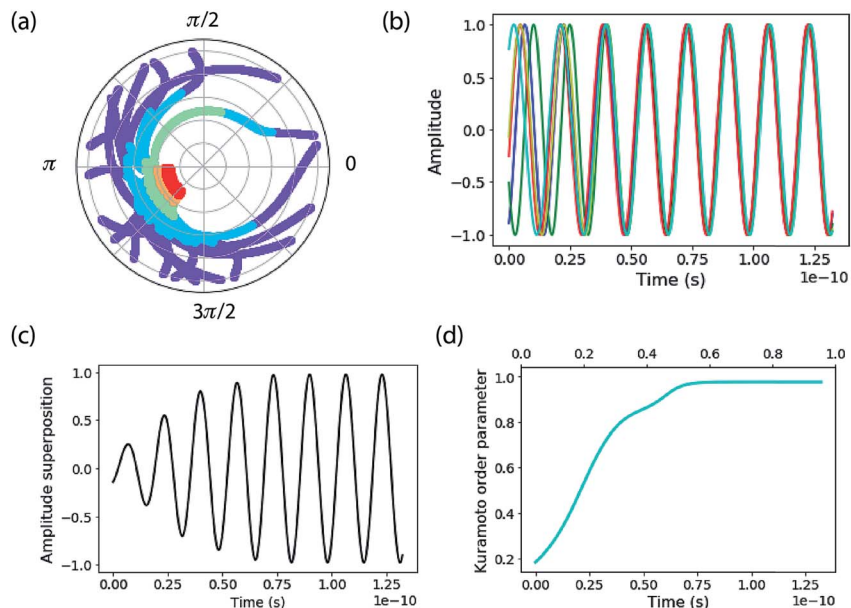 (a)
π/2
π
0
3π/2
(b)
Amplitude
1.0
0.5
0.0
−0.5
−1.0
0.00 0.25 0.50 0.75 1.00 1.25
Time (s)
1e−10
(c)
Amplitude superposition
1.0
0.5
0.0
−0.5
−1.0
0.00 0.25 0.50 0.75 1.00 1.25
Time (s)
1e−10
(d)
0.0 0.2 0.4 0.6 0.8 1.0
Kuramoto order parameter
1.0
0.8
0.6
0.4
0.2
0.00 0.25 0.50 0.75 1.00 1.25
Time (s)
1e−10